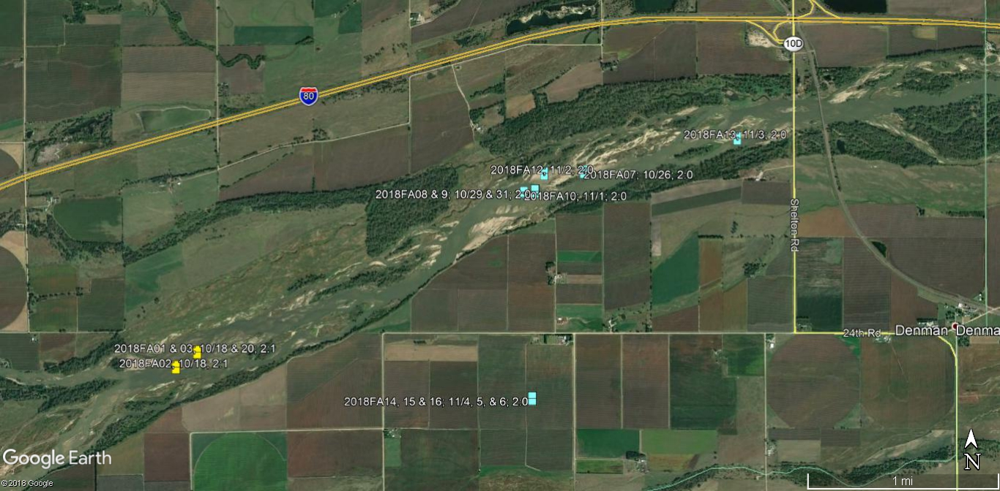 10D
80
2018FA13, 11/3; 2:0
2018FA12, 11/2; 2:0
2018FA07; 10/26, 2:0
2018FA08 & 9; 10/29 & 31; 2:0
2018FA10, 11/1; 2:0
Shelton Rd
24th Rd
Denman
Denma
2018FA01 & 03; 10/18 & 20, 2:1
2018FA02; 10/18, 2:1
2018FA14, 15 & 16; 11/4, 5, & 6; 2:0
Google Earth
N
©2018 Google
1 mi